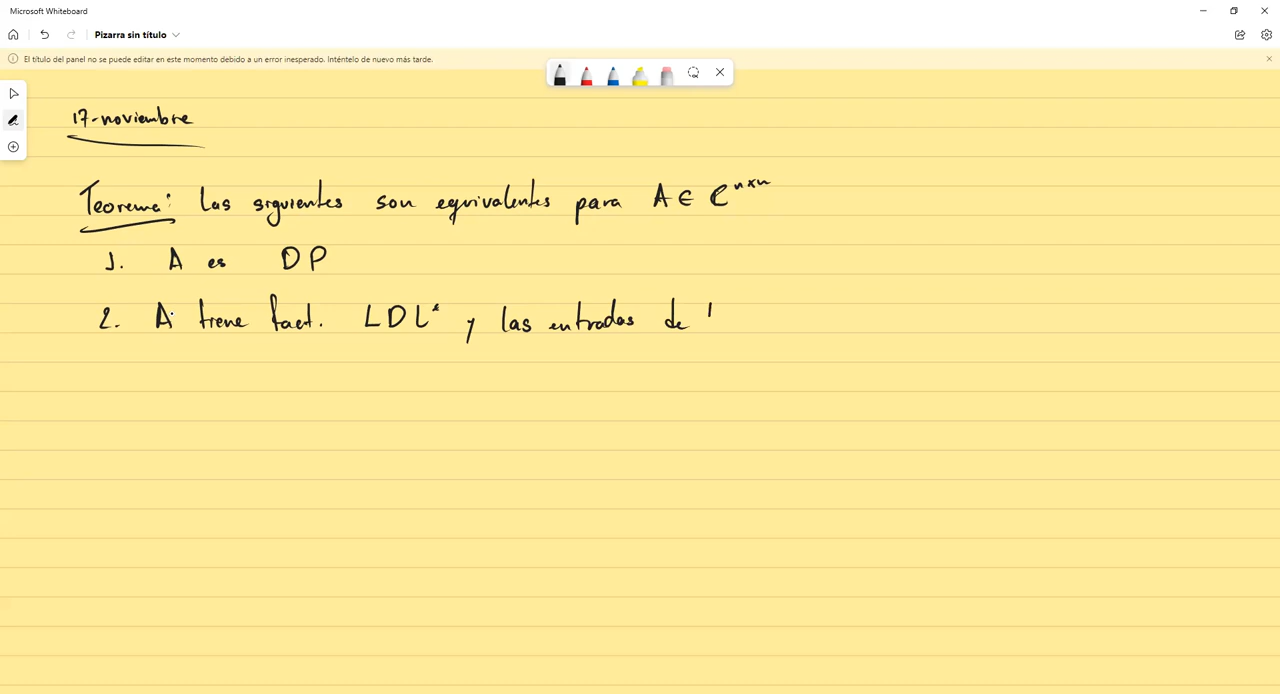 Microsoft Whiteboard
Pizarra sin título
El título del panel no se puede editar en este momento debido a un error inesperado. Inténtelo de nuevo más tarde.
17-noviembre
Teorema: Las siguientes son equivalentes para A ∈ ℂⁿˣⁿ
1. A es DP
2. A tiene fact. LDL* y las entradas de